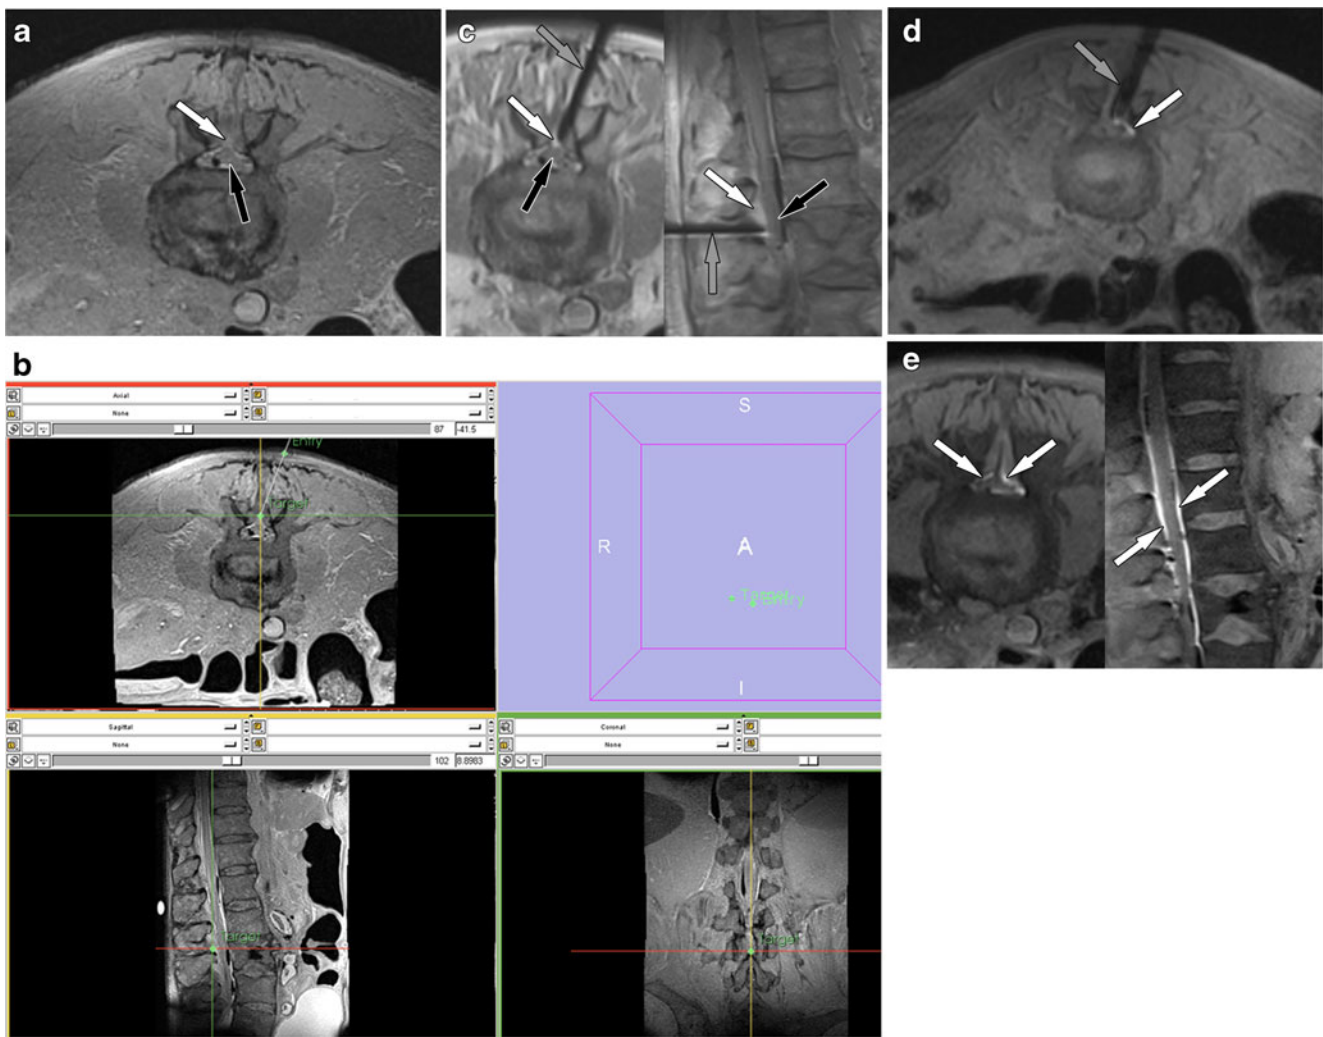 a
c
d
b
e
Axial
None
87 -41.5
Entry
Target
S
R
A
Target
Entry
I
Sagittal
None
102 8.8983
Target
Coronal
None
Target